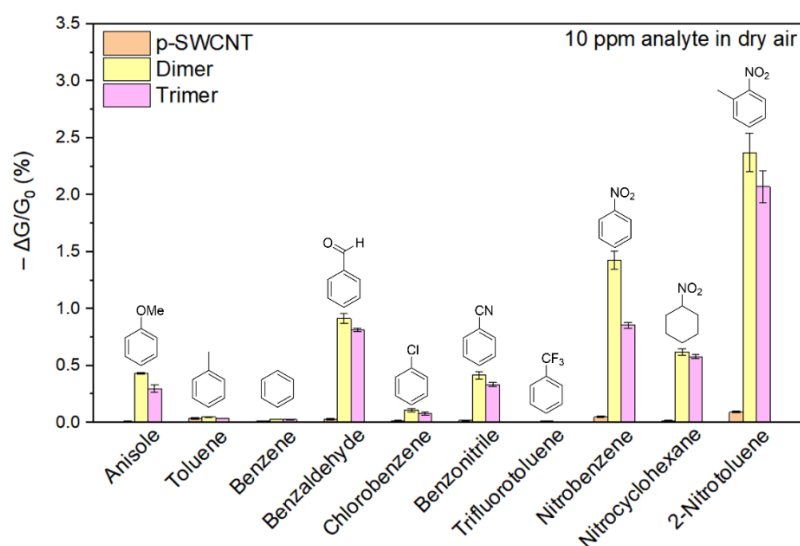 p-SWCNT
Dimer
Trimer
10 ppm analyte in dry air
− ΔG/G₀ (%)
3.5
3.0
2.5
2.0
1.5
1.0
0.5
0.0
OMe
O
H
Cl
CN
CF₃
NO₂
NO₂
NO₂
Anisole
Toluene
Benzene
Benzaldehyde
Chlorobenzene
Benzonitrile
Trifluorotoluene
Nitrobenzene
Nitrocyclohexane
2-Nitrotoluene